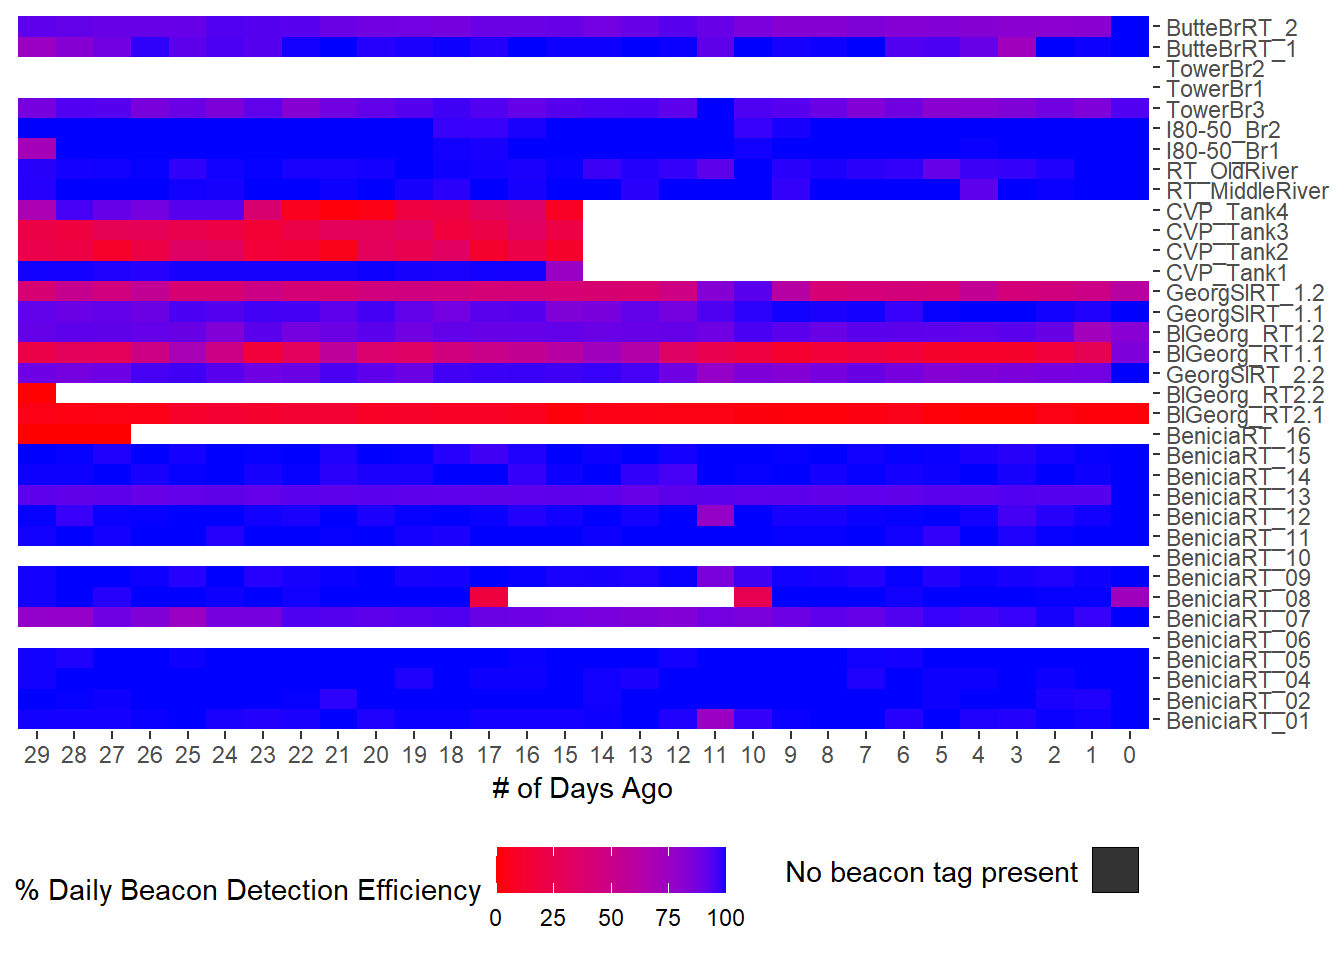 ButteBrRT_2
ButteBrRT_1
TowerBr2
TowerBr1
TowerBr3
I80-50_Br2
I80-50_Br1
RT_OldRiver
RT_MiddleRiver
CVP_Tank4
CVP_Tank3
CVP_Tank2
CVP_Tank1
GeorgSlRT_1.2
GeorgSlRT_1.1
BlGeorg_RT1.2
BlGeorg_RT1.1
GeorgSlRT_2.2
BlGeorg_RT2.2
BlGeorg_RT2.1
BeniciaRT_16
BeniciaRT_15
BeniciaRT_14
BeniciaRT_13
BeniciaRT_12
BeniciaRT_11
BeniciaRT_10
BeniciaRT_09
BeniciaRT_08
BeniciaRT_07
BeniciaRT_06
BeniciaRT_05
BeniciaRT_04
BeniciaRT_02
BeniciaRT_01
29 28 27 26 25 24 23 22 21 20 19 18 17 16 15 14 13 12 11 10 9 8 7 6 5 4 3 2 1 0
# of Days Ago
% Daily Beacon Detection Efficiency
0 25 50 75 100
No beacon tag present